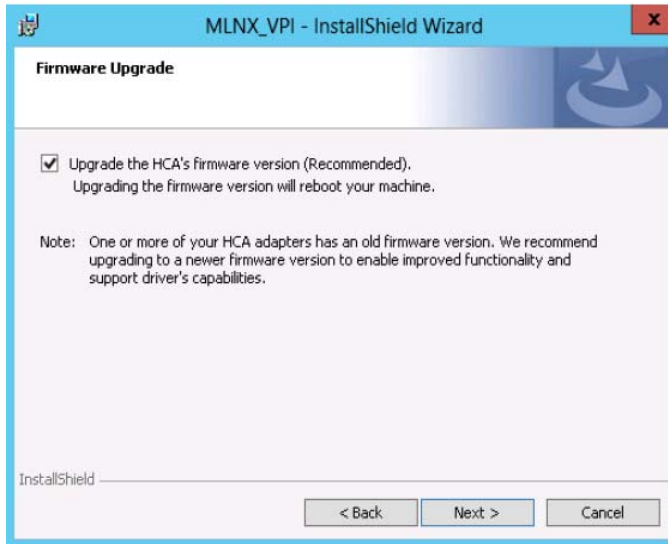 MLNX_VPI - InstallShield Wizard
x
Firmware Upgrade
Upgrade the HCA's firmware version (Recommended).
Upgrading the firmware version will reboot your machine.
Note: One or more of your HCA adapters has an old firmware version. We recommend
upgrading to a newer firmware version to enable improved functionality and
support driver's capabilities.
InstallShield
< Back Next > Cancel